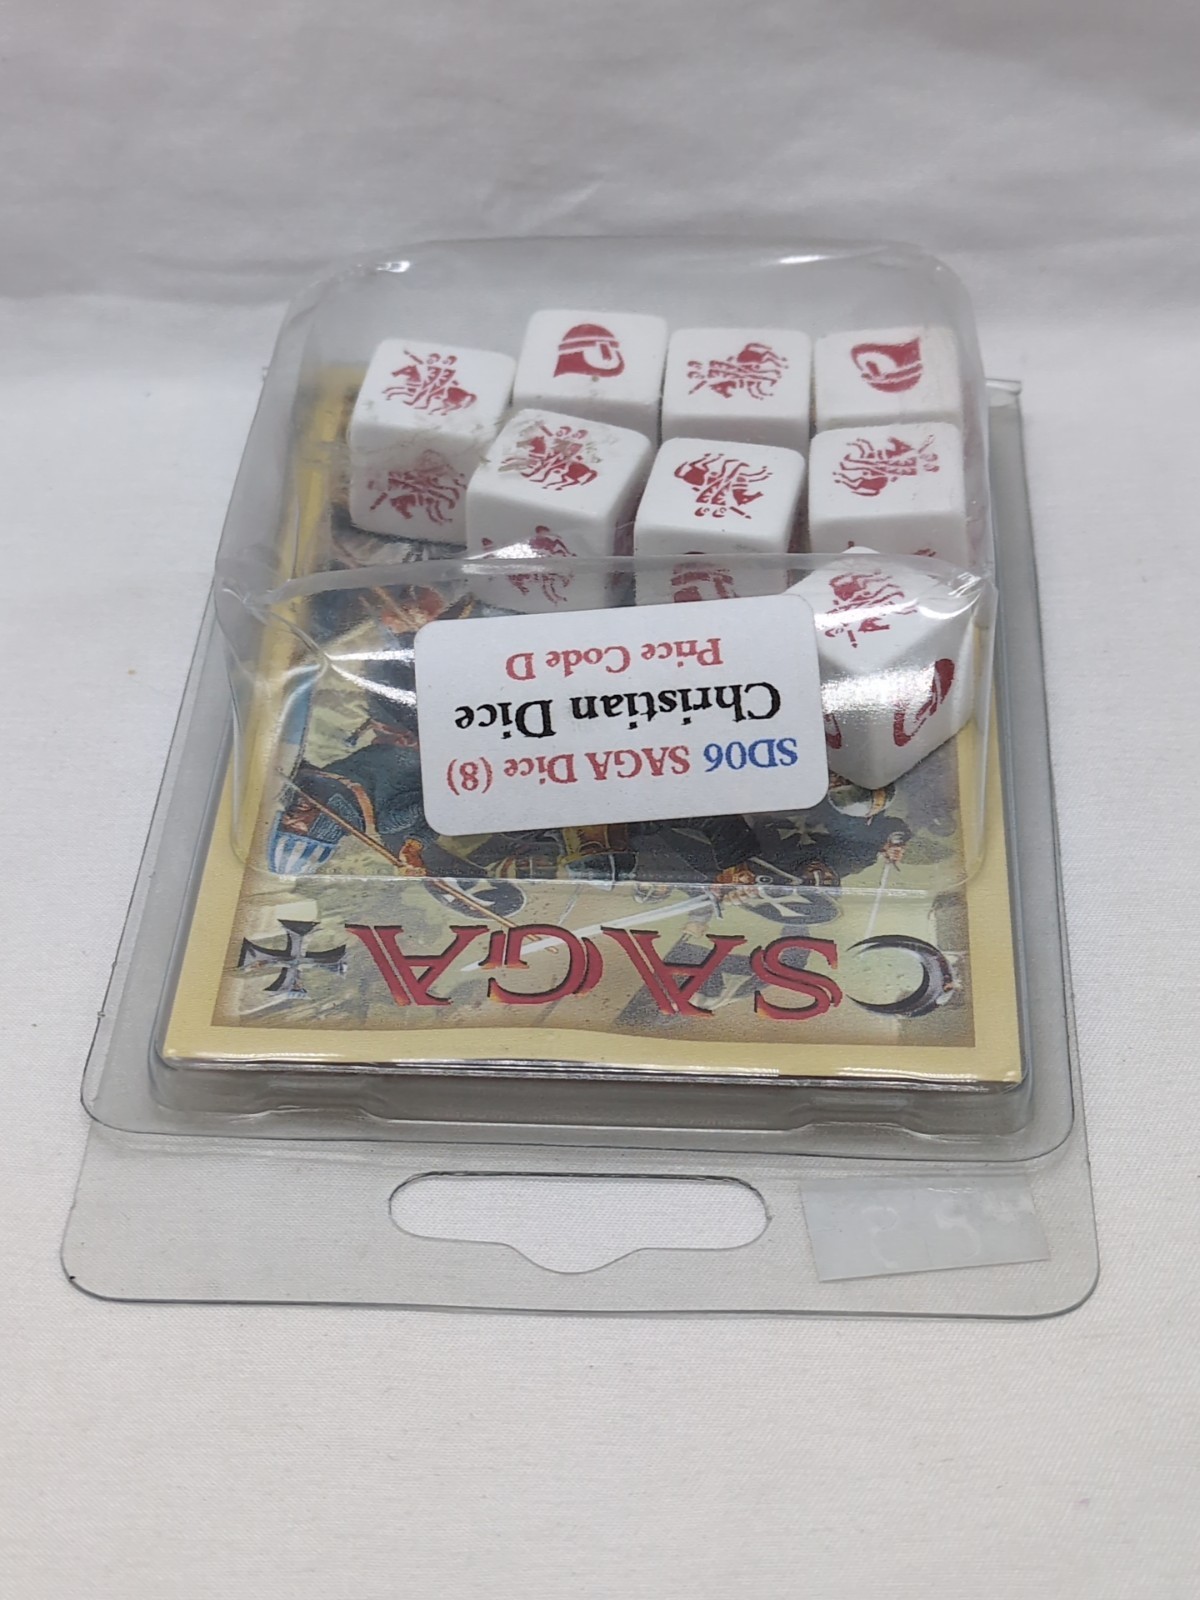 SAGA
SD06 SAGA Dice (8)
Christian Dice
Price Code D